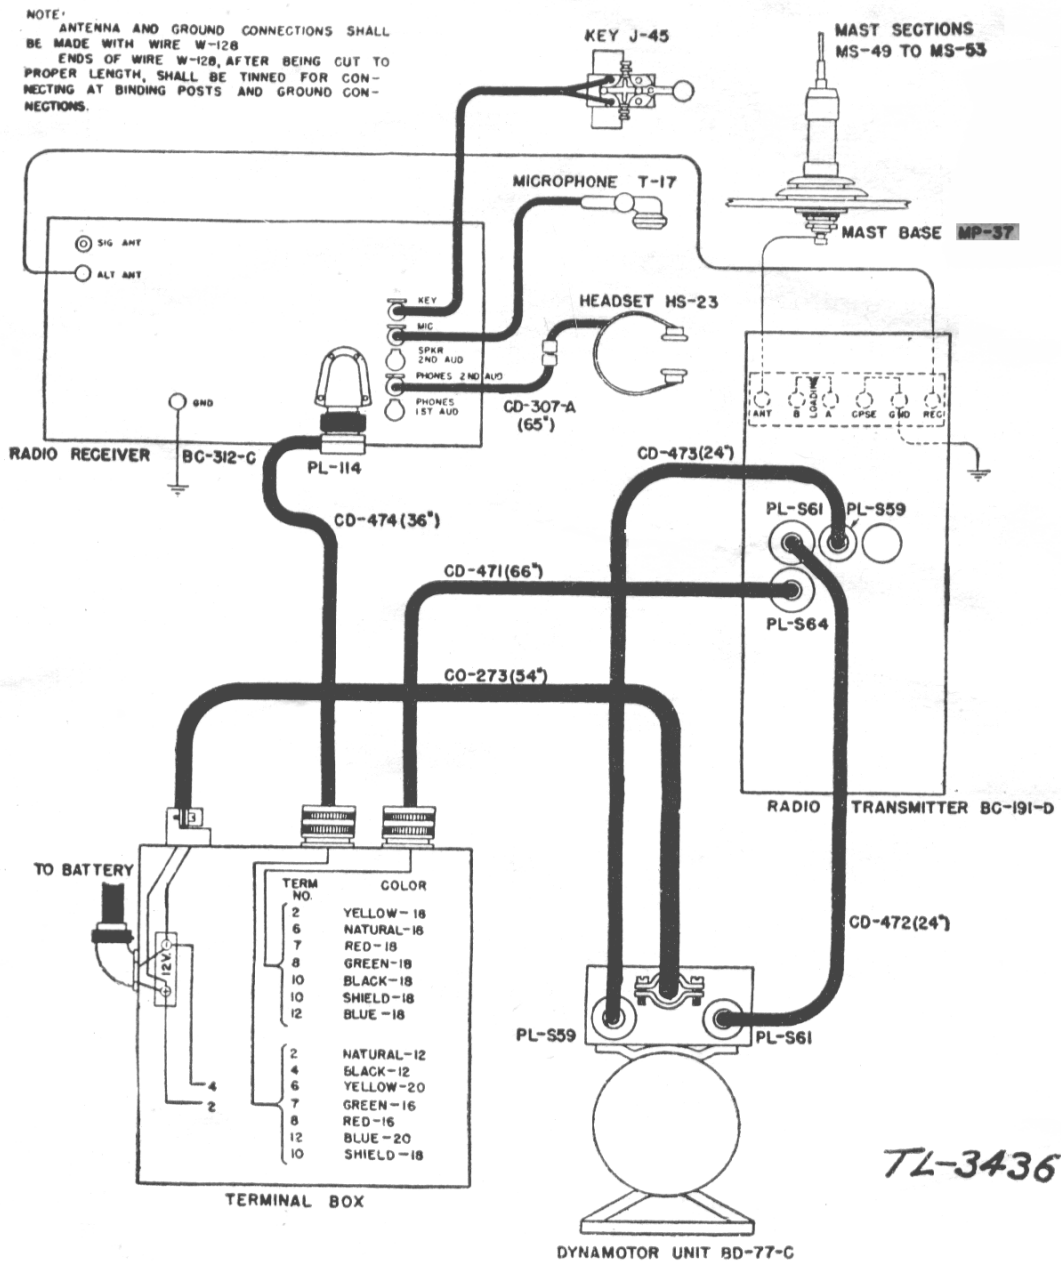 NOTE:
ANTENNA AND GROUND CONNECTIONS SHALL
BE MADE WITH WIRE W-128
ENDS OF WIRE W-128, AFTER BEING CUT TO
PROPER LENGTH, SHALL BE TINNED FOR CON-
NECTING AT BINDING POSTS AND GROUND CON-
NECTIONS.
KEY J-45
MAST SECTIONS
MS-49 TO MS-53
MICROPHONE T-17
MAST BASE MP-37
SIG ANT
ALT ANT
KEY
MIC
SPKR
2ND AUD
PHONES 2ND AUD
PHONES
1ST AUD
HEADSET HS-23
CD-307-A
(65")
GND
RADIO RECEIVER BC-312-C
PL-114
ANT
B
LOADING
A
CPSE
GND
REC
CD-473(24")
CD-474(36")
PL-S61
PL-S59
CD-471(66")
PL-S64
CO-273(54")
RADIO TRANSMITTER BC-191-D
TO BATTERY
12V.
4
2
TERM
NO.
COLOR
2 YELLOW-18
6 NATURAL-18
7 RED-18
8 GREEN-18
10 BLACK-18
10 SHIELD-18
12 BLUE-18
2 NATURAL-12
4 BLACK-12
6 YELLOW-20
7 GREEN-16
8 RED-16
12 BLUE-20
10 SHIELD-18
TERMINAL BOX
CD-472(24")
PL-S59
PL-S61
DYNAMOTOR UNIT BD-77-C
TL-3436